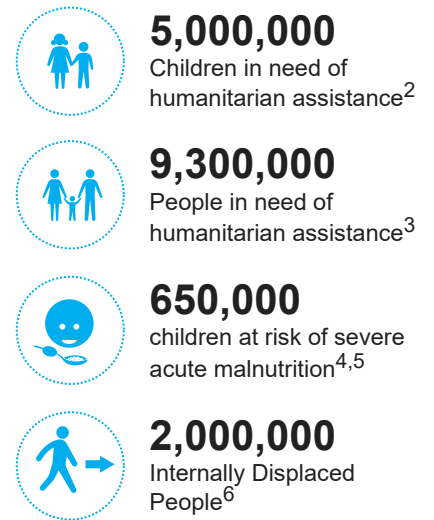 5,000,000
Children in need of
humanitarian assistance2
9,300,000
People in need of
humanitarian assistance3
650,000
children at risk of severe
acute malnutrition4,5
2,000,000
Internally Displaced
People6